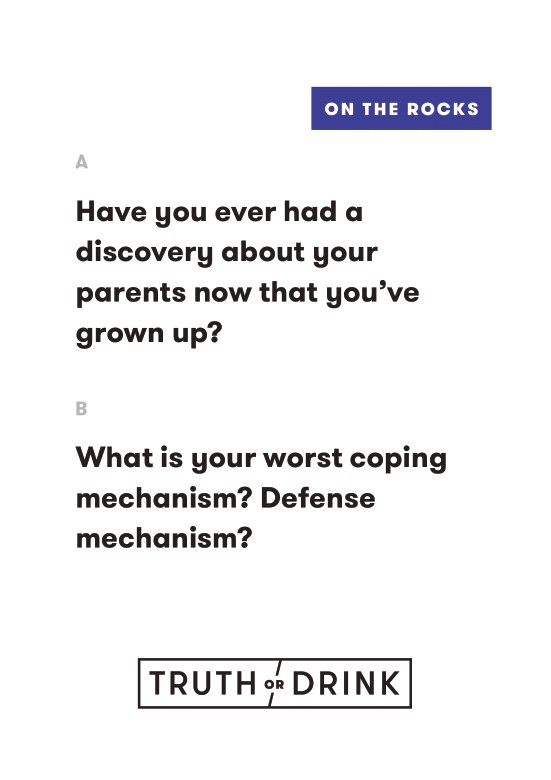 ON THE ROCKS
A
Have you ever had a
discovery about your
parents now that you’ve
grown up?
B
What is your worst coping
mechanism? Defense
mechanism?
TRUTH OR DRINK